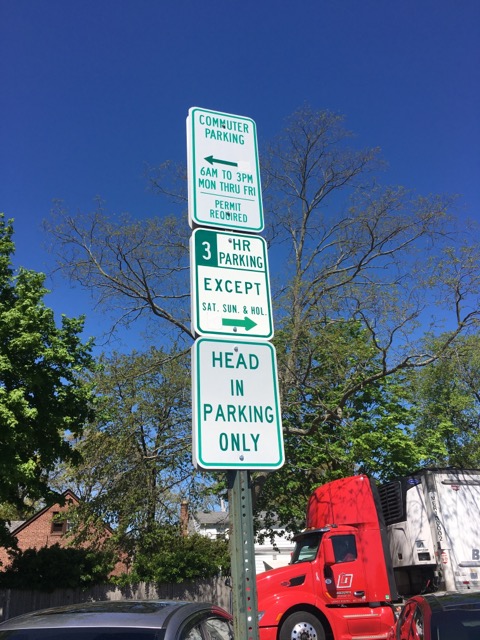 COMMUTER
PARKING
6AM TO 3PM
MON THRU FRI
PERMIT
REQUIRED
3 HR
PARKING
EXCEPT
SAT. SUN. & HOL.
HEAD
IN
PARKING
ONLY